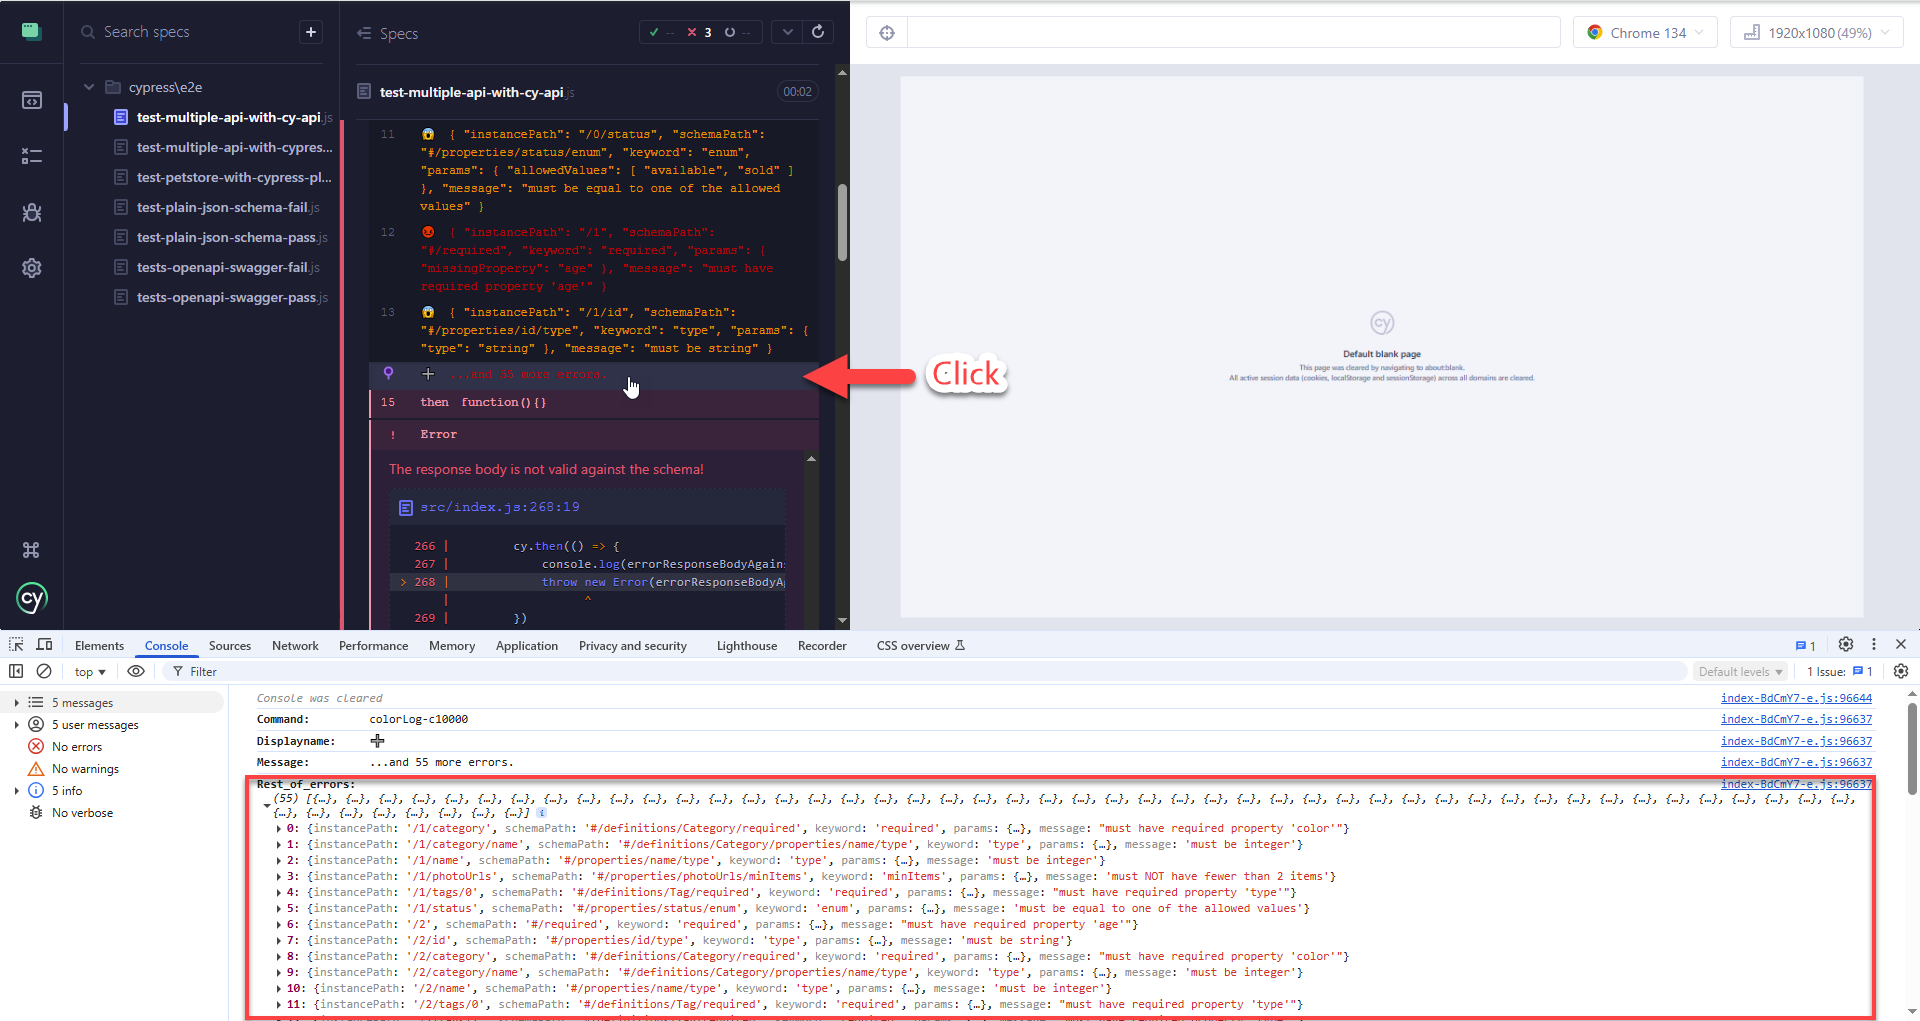 Search specs
+
cypress\e2e
test-multiple-api-with-cy-api.js
test-multiple-api-with-cypres...
test-petstore-with-cypress-pl...
test-plain-json-schema-fail.js
test-plain-json-schema-pass.js
tests-openapi-swagger-fail.js
tests-openapi-swagger-pass.js
cy
Specs
-- 3 --
test-multiple-api-with-cy-api.js 00:02
11 { "instancePath": "/0/status", "schemaPath":
"#/properties/status/enum", "keyword": "enum",
"params": { "allowedValues": [ "available", "sold" ]
}, "message": "must be equal to one of the allowed
values" }
12 { "instancePath": "/1", "schemaPath":
"#/required", "keyword": "required", "params": {
"missingProperty": "age" }, "message": "must have
required property 'age'" }
13 { "instancePath": "/1/id", "schemaPath":
"#/properties/id/type", "keyword": "type", "params": {
"type": "string" }, "message": "must be string" }
...and 55 more errors.
15 then function(){}
! Error
The response body is not valid against the schema!
src/index.js:268:19
266 | cy.then(() => {
267 | console.log(errorResponseBodyAgains
> 268 | throw new Error(errorResponseBodyA
| ^
269 | })
Click
Chrome 134
1920x1080 (49%)
cy
Default blank page
This page was cleared by navigating to about:blank.
All active session data (cookies, localStorage and sessionStorage) across all domains are cleared.
Elements Console Sources Network Performance Memory Application Privacy and security Lighthouse Recorder CSS overview 1
top Filter Default levels 1 Issue: 1
5 messages
5 user messages
No errors
No warnings
5 info
No verbose
Console was cleared index-BdCmY7-e.js:96644
Command: colorLog-c10000 index-BdCmY7-e.js:96637
Displayname: index-BdCmY7-e.js:96637
Message: ...and 55 more errors. index-BdCmY7-e.js:96637
Rest_of_errors: index-BdCmY7-e.js:96637
(55) [{…}, {…}, {…}, {…}, {…}, {…}, {…}, {…}, {…}, {…}, {…}, {…}, {…}, {…}, {…}, {…}, {…}, {…}, {…}, {…}, {…}, {…}, {…}, {…}, {…}, {…}, {…}, {…}, {…}, {…}, {…}, {…}, {…}, {…}, {…}, {…}, {…}, {…}, {…}, {…}, {…}, {…}, {…}, {…}, {…}, {…}, {…},
{…}, {…}, {…}, {…}, {…}, {…}, {…}, {…}]
0: {instancePath: '/1/category', schemaPath: '#/definitions/Category/required', keyword: 'required', params: {…}, message: "must have required property 'color'"}
1: {instancePath: '/1/category/name', schemaPath: '#/definitions/Category/properties/name/type', keyword: 'type', params: {…}, message: 'must be integer'}
2: {instancePath: '/1/name', schemaPath: '#/properties/name/type', keyword: 'type', params: {…}, message: 'must be integer'}
3: {instancePath: '/1/photoUrls', schemaPath: '#/properties/photoUrls/minItems', keyword: 'minItems', params: {…}, message: 'must NOT have fewer than 2 items'}
4: {instancePath: '/1/tags/0', schemaPath: '#/definitions/Tag/required', keyword: 'required', params: {…}, message: "must have required property 'type'"}
5: {instancePath: '/1/status', schemaPath: '#/properties/status/enum', keyword: 'enum', params: {…}, message: 'must be equal to one of the allowed values'}
6: {instancePath: '/2', schemaPath: '#/required', keyword: 'required', params: {…}, message: "must have required property 'age'"}
7: {instancePath: '/2/id', schemaPath: '#/properties/id/type', keyword: 'type', params: {…}, message: 'must be string'}
8: {instancePath: '/2/category', schemaPath: '#/definitions/Category/required', keyword: 'required', params: {…}, message: "must have required property 'color'"}
9: {instancePath: '/2/category/name', schemaPath: '#/definitions/Category/properties/name/type', keyword: 'type', params: {…}, message: 'must be integer'}
10: {instancePath: '/2/name', schemaPath: '#/properties/name/type', keyword: 'type', params: {…}, message: 'must be integer'}
11: {instancePath: '/2/tags/0', schemaPath: '#/definitions/Tag/required', keyword: 'required', params: {…}, message: "must have required property 'type'"}